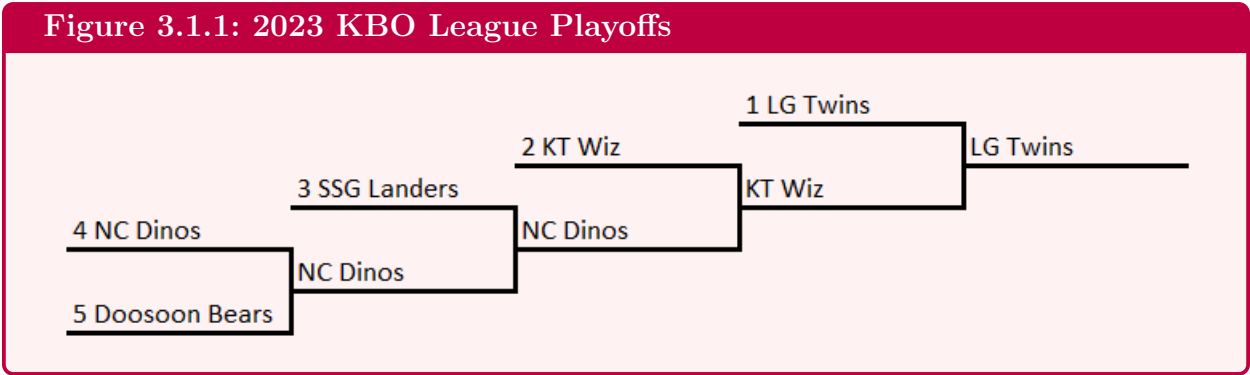 Figure 3.1.1: 2023 KBO League Playoffs
1 LG Twins
2 KT Wiz
LG Twins
3 SSG Landers
KT Wiz
4 NC Dinos
NC Dinos
NC Dinos
5 Doosoon Bears